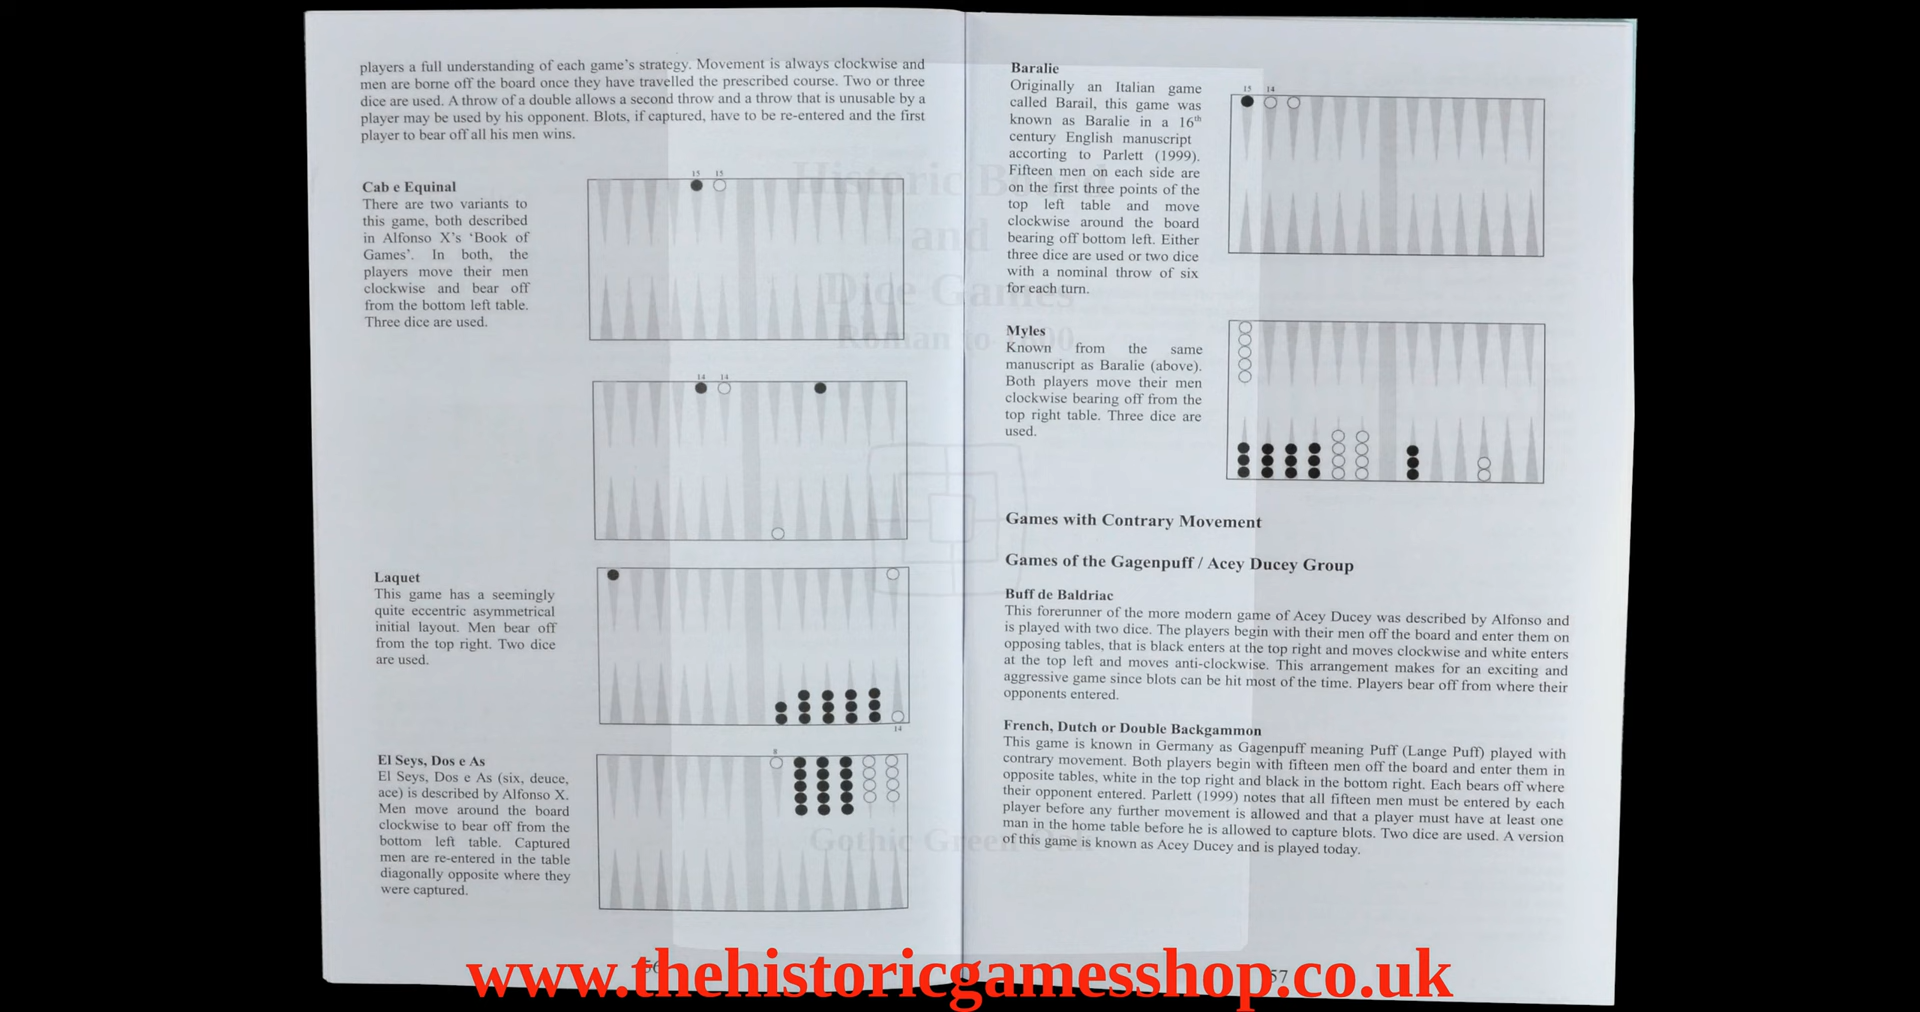 players a full understanding of each game's strategy. Movement is always clockwise and
men are borne off the board once they have travelled the prescribed course. Two or three
dice are used. A throw of a double allows a second throw and a throw that is unusable by a
player may be used by his opponent. Blots, if captured, have to be re-entered and the first
player to bear off all his men wins.
Cab e Equinal
There are two variants to
this game, both described
in Alfonso X's 'Book of
Games'. In both, the
players move their men
clockwise and bear off
from the bottom left table.
Three dice are used.
15 15
14 14
Laquet
This game has a seemingly
quite eccentric asymmetrical
initial layout. Men bear off
from the top right. Two dice
are used.
14
El Seys, Dos e As
El Seys, Dos e As (six, deuce,
ace) is described by Alfonso X.
Men move around the board
clockwise to bear off from the
bottom left table. Captured
men are re-entered in the table
diagonally opposite where they
were captured.
8
Baralie
Originally an Italian game
called Barail, this game was
known as Baralie in a 16th
century English manuscript
accorting to Parlett (1999).
Fifteen men on each side are
on the first three points of the
top left table and move
clockwise around the board
bearing off bottom left. Either
three dice are used or two dice
with a nominal throw of six
for each turn.
15 14
Myles
Known from the same
manuscript as Baralie (above).
Both players move their men
clockwise bearing off from the
top right table. Three dice are
used.
Games with Contrary Movement
Games of the Gagenpuff / Acey Ducey Group
Buff de Baldriac
This forerunner of the more modern game of Acey Ducey was described by Alfonso and
is played with two dice. The players begin with their men off the board and enter them on
opposing tables, that is black enters at the top right and moves clockwise and white enters
at the top left and moves anti-clockwise. This arrangement makes for an exciting and
aggressive game since blots can be hit most of the time. Players bear off from where their
opponents entered.
French, Dutch or Double Backgammon
This game is known in Germany as Gagenpuff meaning Puff (Lange Puff) played with
contrary movement. Both players begin with fifteen men off the board and enter them in
opposite tables, white in the top right and black in the bottom right. Each bears off where
their opponent entered. Parlett (1999) notes that all fifteen men must be entered by each
player before any further movement is allowed and that a player must have at least one
man in the home table before he is allowed to capture blots. Two dice are used. A version
of this game is known as Acey Ducey and is played today.
Historic Board
and
Dice Games
Roman to
Gothic Green
56
57
www.thehistoricgamesshop.co.uk